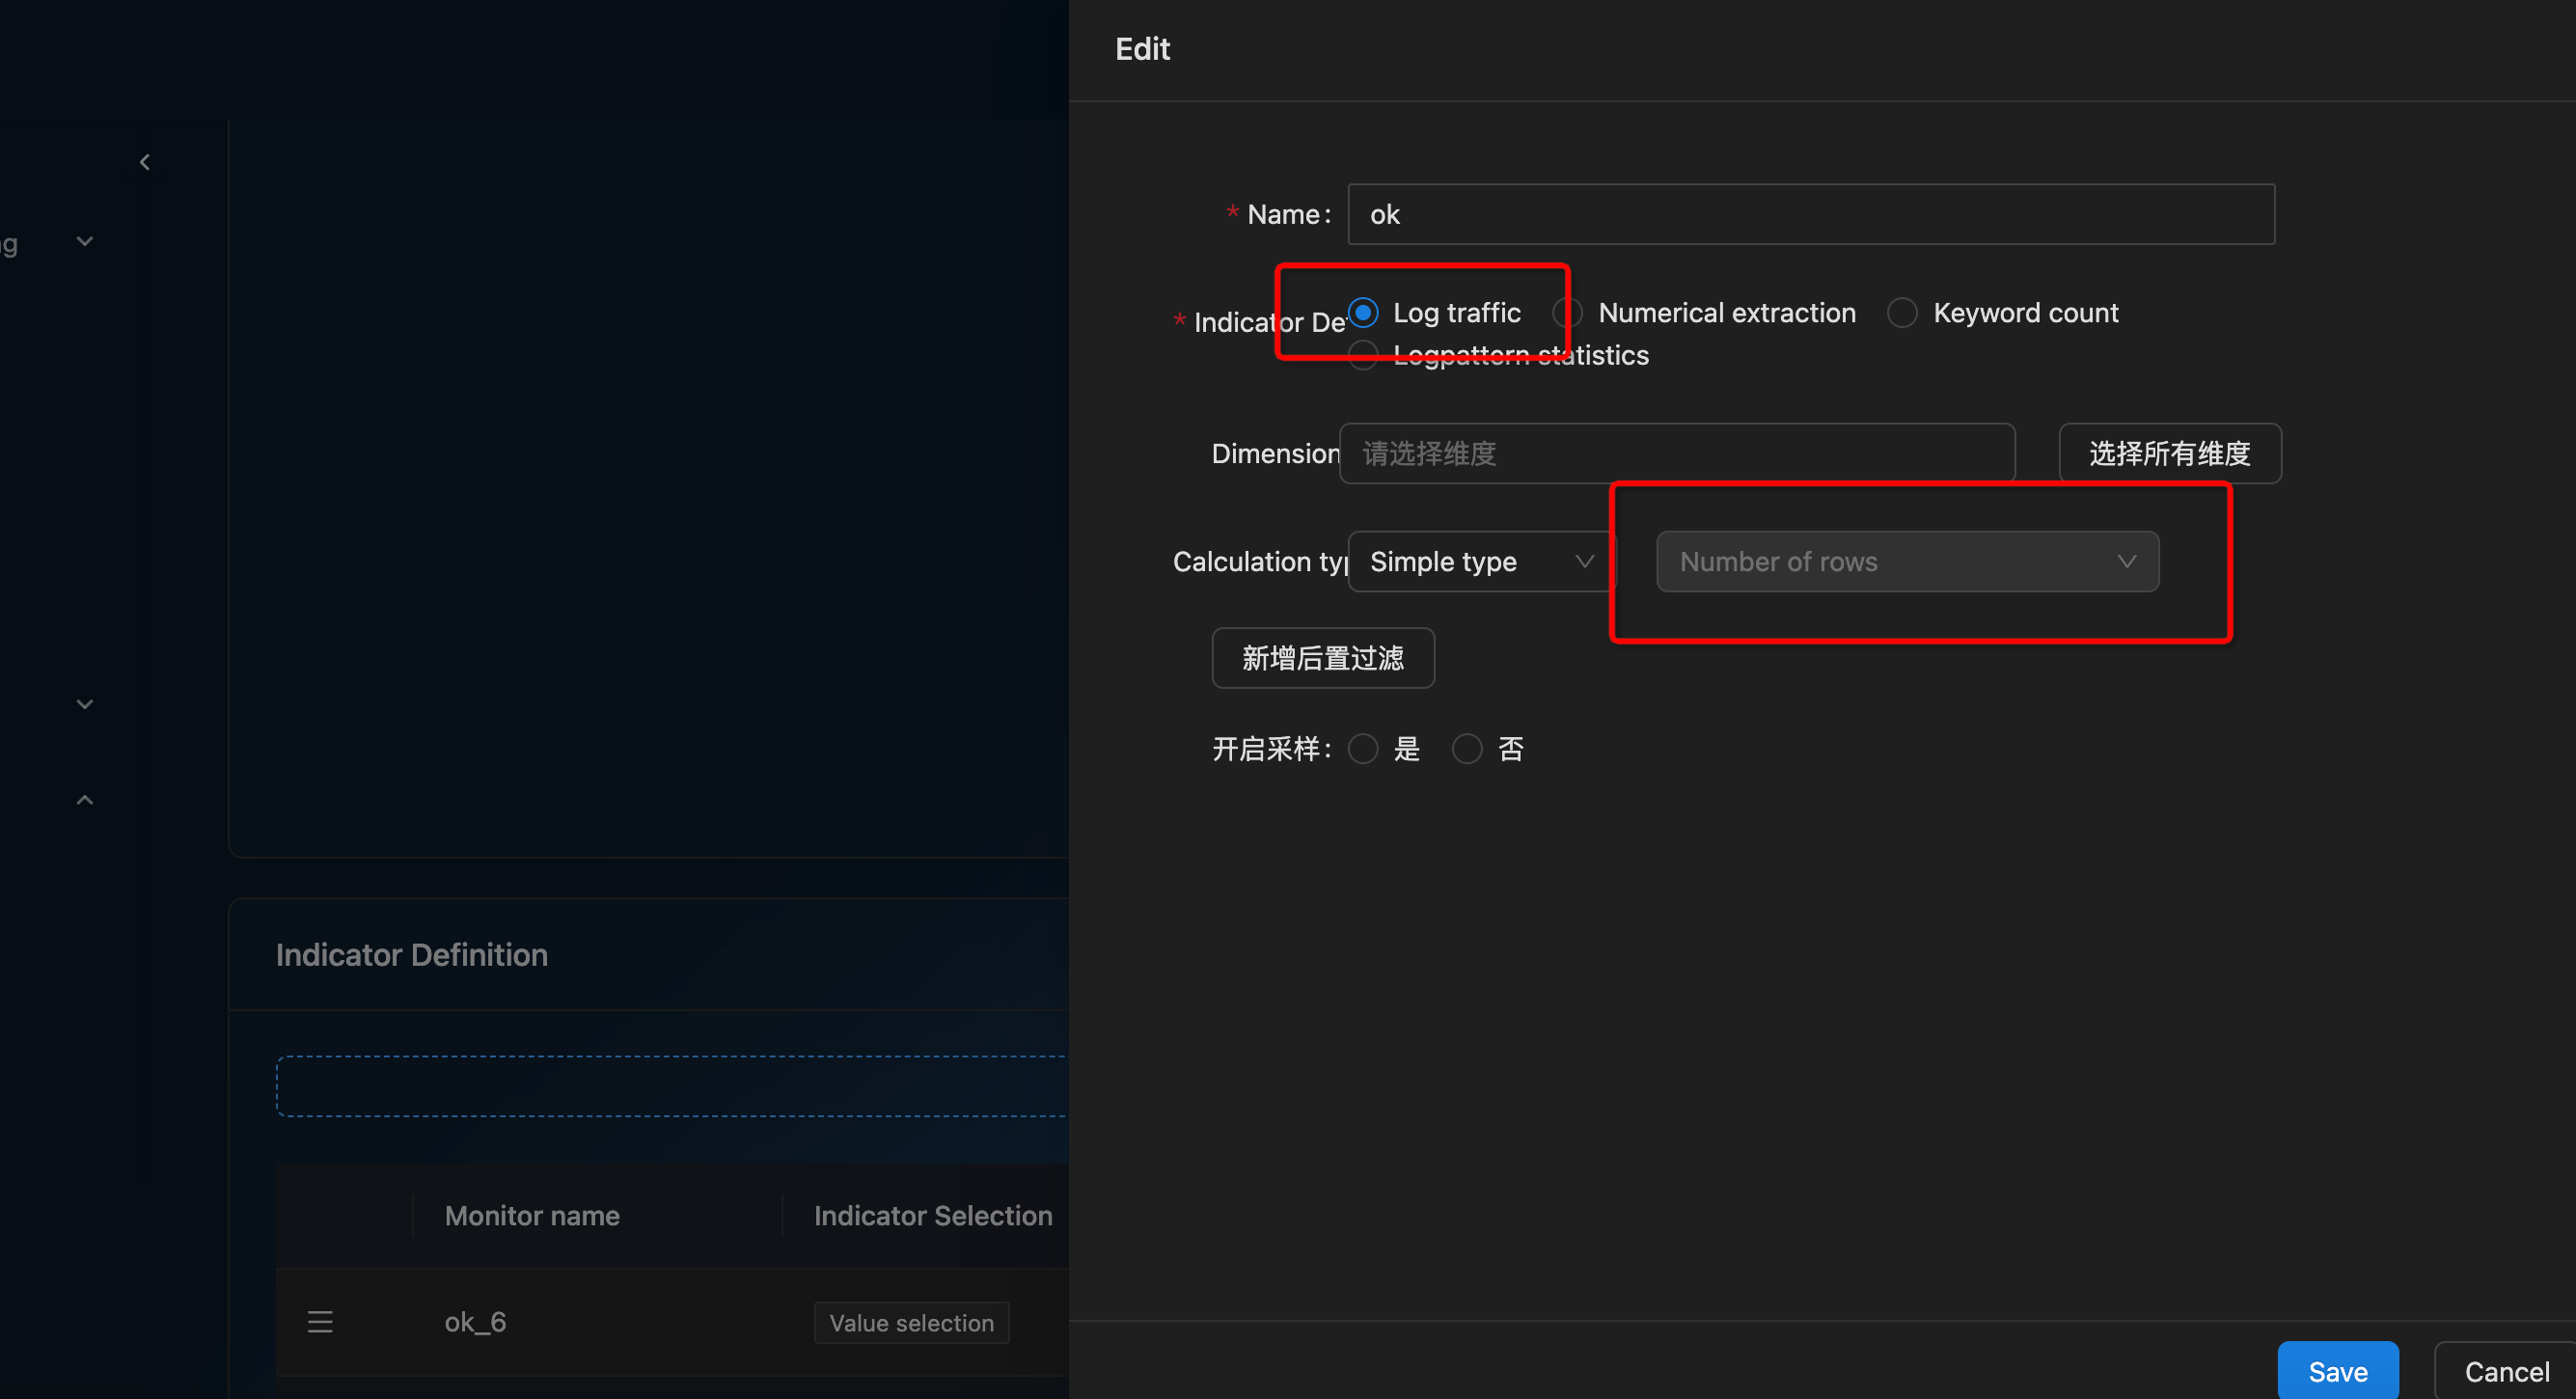 Edit
g
* Name: ok
* Indicator De
Log traffic Numerical extraction Keyword count
Logpattern statistics
Dimension 请选择维度 选择所有维度
Calculation typ Simple type Number of rows
新增后置过滤
开启采样: 是 否
Indicator Definition
Monitor name Indicator Selection
ok_6 Value selection
Save Cancel